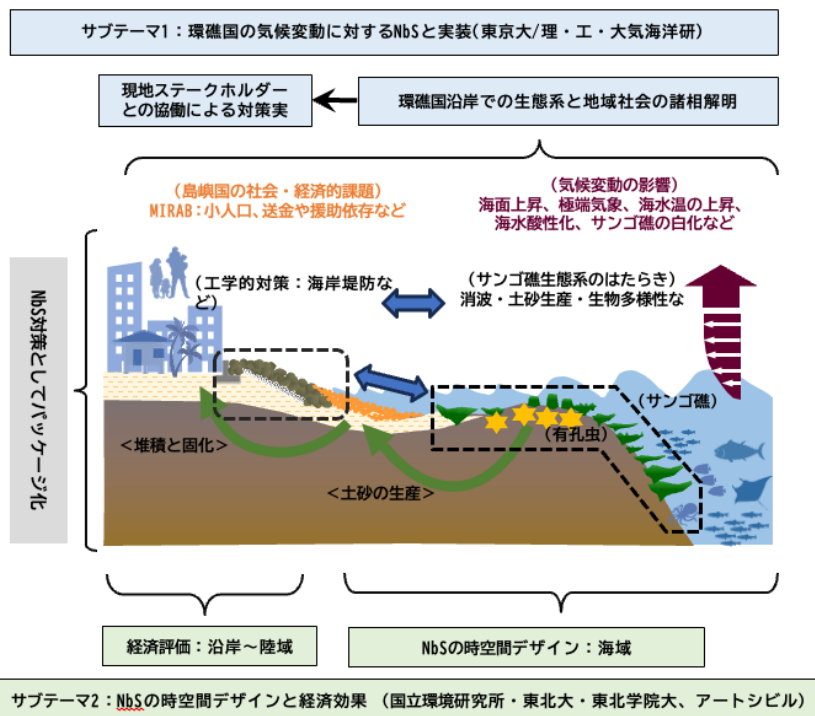 サブテーマ1：環礁国の気候変動に対するNbSと実装(東京大/理・工・大気海洋研)
現地ステークホルダー
との協働による対策実
環礁国沿岸での生態系と地域社会の諸相解明
(島嶼国の社会・経済的課題)
MIRAB：小人口、送金や援助依存など
(気候変動の影響)
海面上昇、極端気象、海水温の上昇、
海水酸性化、サンゴ礁の白化など
NbS対策としてパッケージ化
(工学的対策：海岸堤防な
ど)
(サンゴ礁生態系のはたらき)
消波・土砂生産・生物多様性な
(サンゴ礁)
(有孔虫)
＜堆積と固化＞
＜土砂の生産＞
経済評価：沿岸～陸域
NbSの時空間デザイン：海域
サブテーマ2：NbSの時空間デザインと経済効果 (国立環境研究所・東北大・東北学院大、アートシビル)